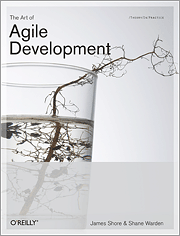 The Art of
Agile
Development
James Shore & Shane Warden
O'REILLY®